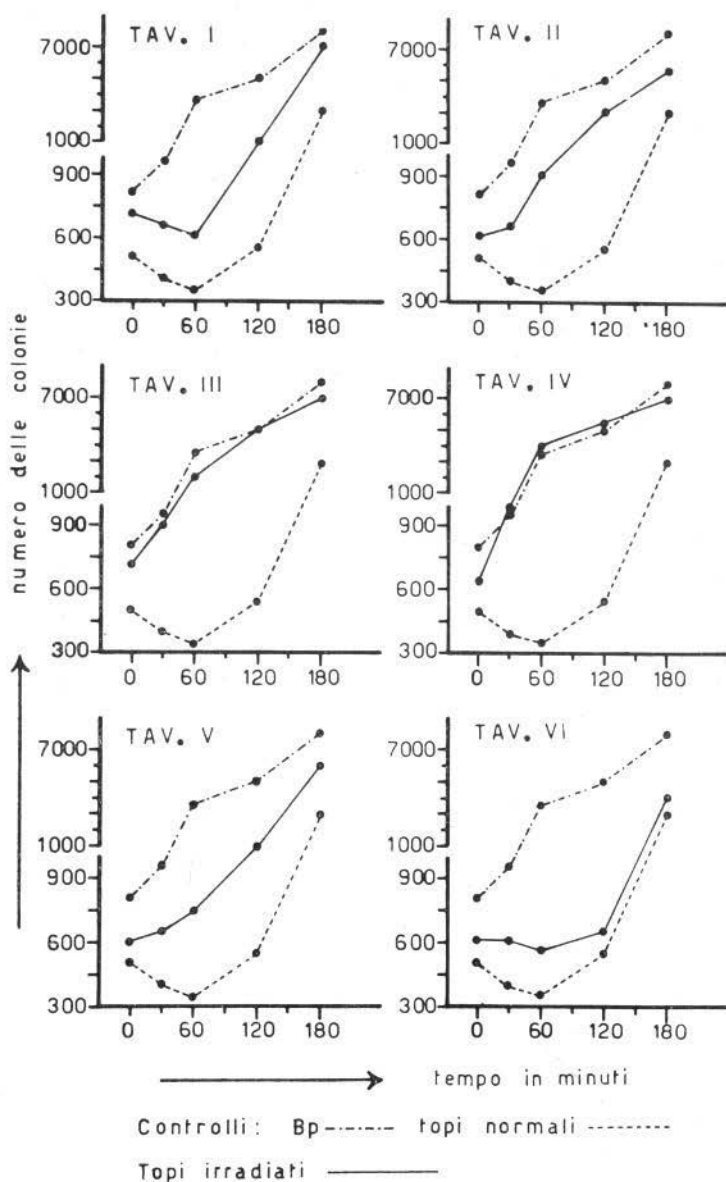 TAV. I
TAV. II
7000
1000
900
600
300
0 60 120 180
7000
1000
900
600
300
0 60 120 180
TAV. III
TAV. IV
7000
1000
900
600
300
0 60 120 180
7000
1000
900
600
300
0 60 120 180
TAV. V
TAV. VI
7000
1000
900
600
300
0 60 120 180
7000
1000
900
600
300
0 60 120 180
numero delle colonie
tempo in minuti
Controlli: Bp topi normali
Topi irradiati